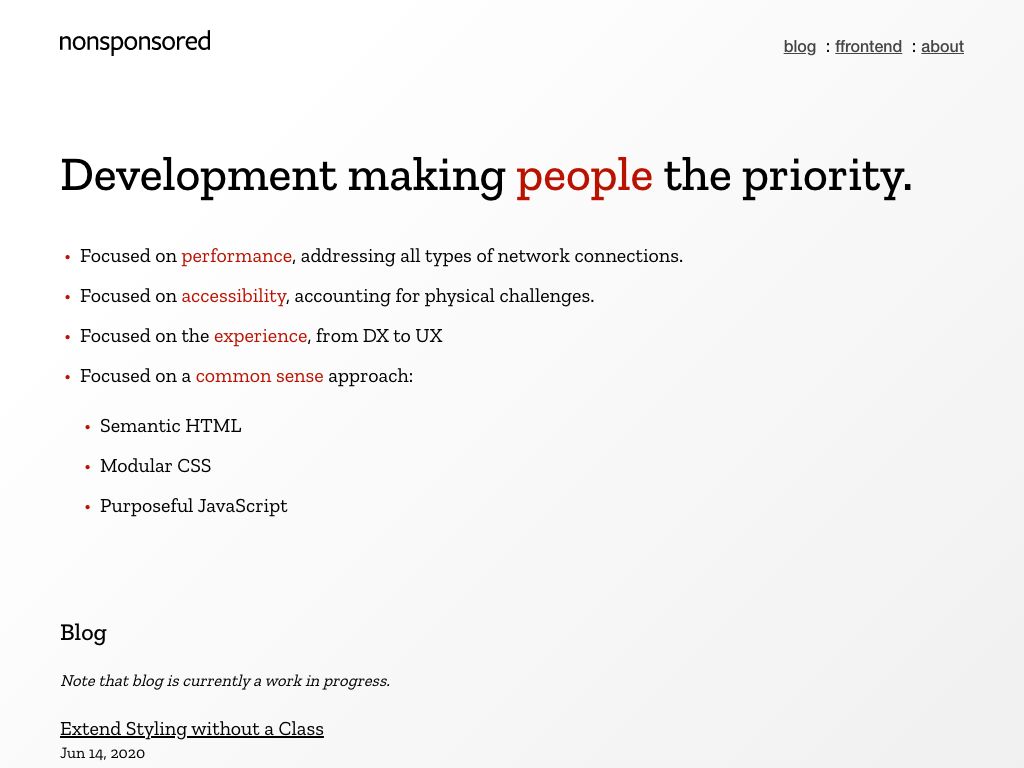 nonsponsored
blog : ffrontend : about
Development making people the priority.
• Focused on performance, addressing all types of network connections.
• Focused on accessibility, accounting for physical challenges.
• Focused on the experience, from DX to UX
• Focused on a common sense approach:
• Semantic HTML
• Modular CSS
• Purposeful JavaScript
Blog
Note that blog is currently a work in progress.
Extend Styling without a Class
Jun 14, 2020